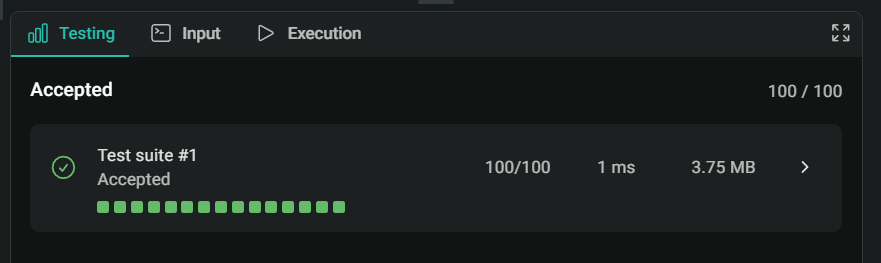 Testing Input Execution
Accepted 100 / 100
Test suite #1
Accepted
100/100 1 ms 3.75 MB